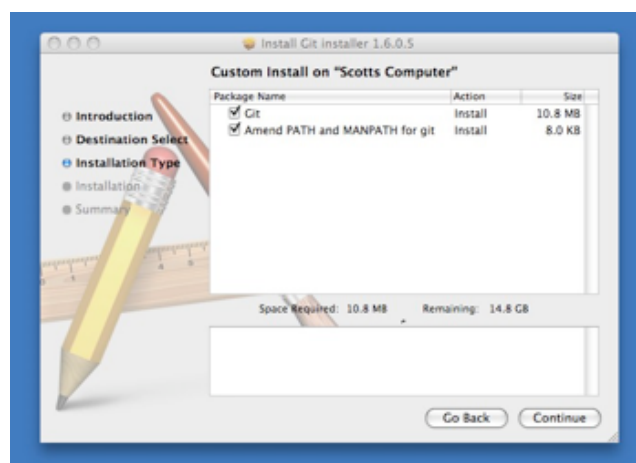 Install Git installer 1.6.0.5
Custom Install on "Scotts Computer"
Introduction
Destination Select
Installation Type
Installation
Summary
Package Name Action Size
Git Install 10.8 MB
Amend PATH and MANPATH for git Install 8.0 KB
Space Required: 10.8 MB Remaining: 14.8 GB
Go Back Continue